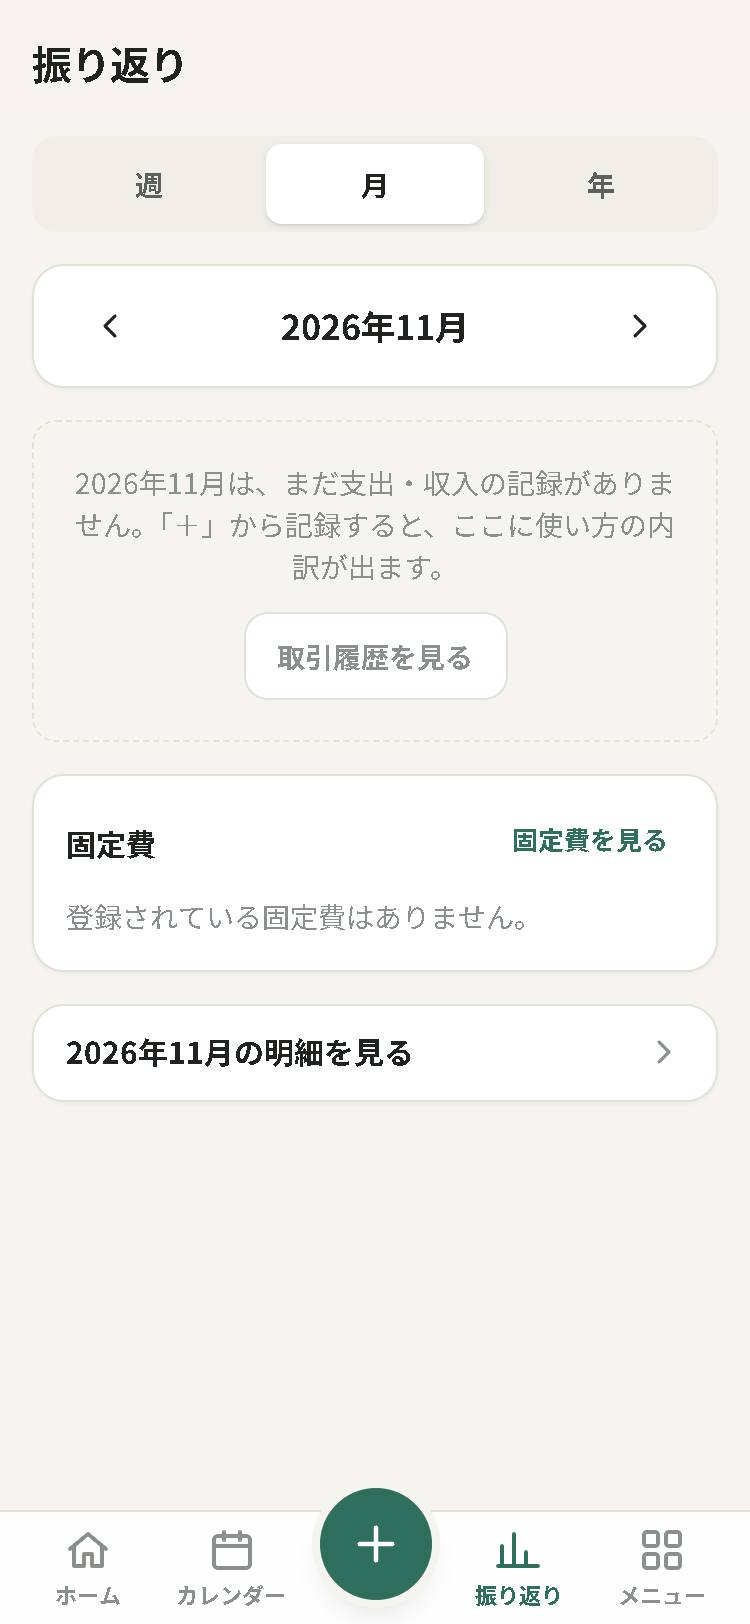 振り返り
週
月
年
2026年11月
2026年11月は、まだ支出・収入の記録がありま
せん。「＋」から記録すると、ここに使い方の内
訳が出ます。
取引履歴を見る
固定費
固定費を見る
登録されている固定費はありません。
2026年11月の明細を見る
ホーム
カレンダー
振り返り
メニュー